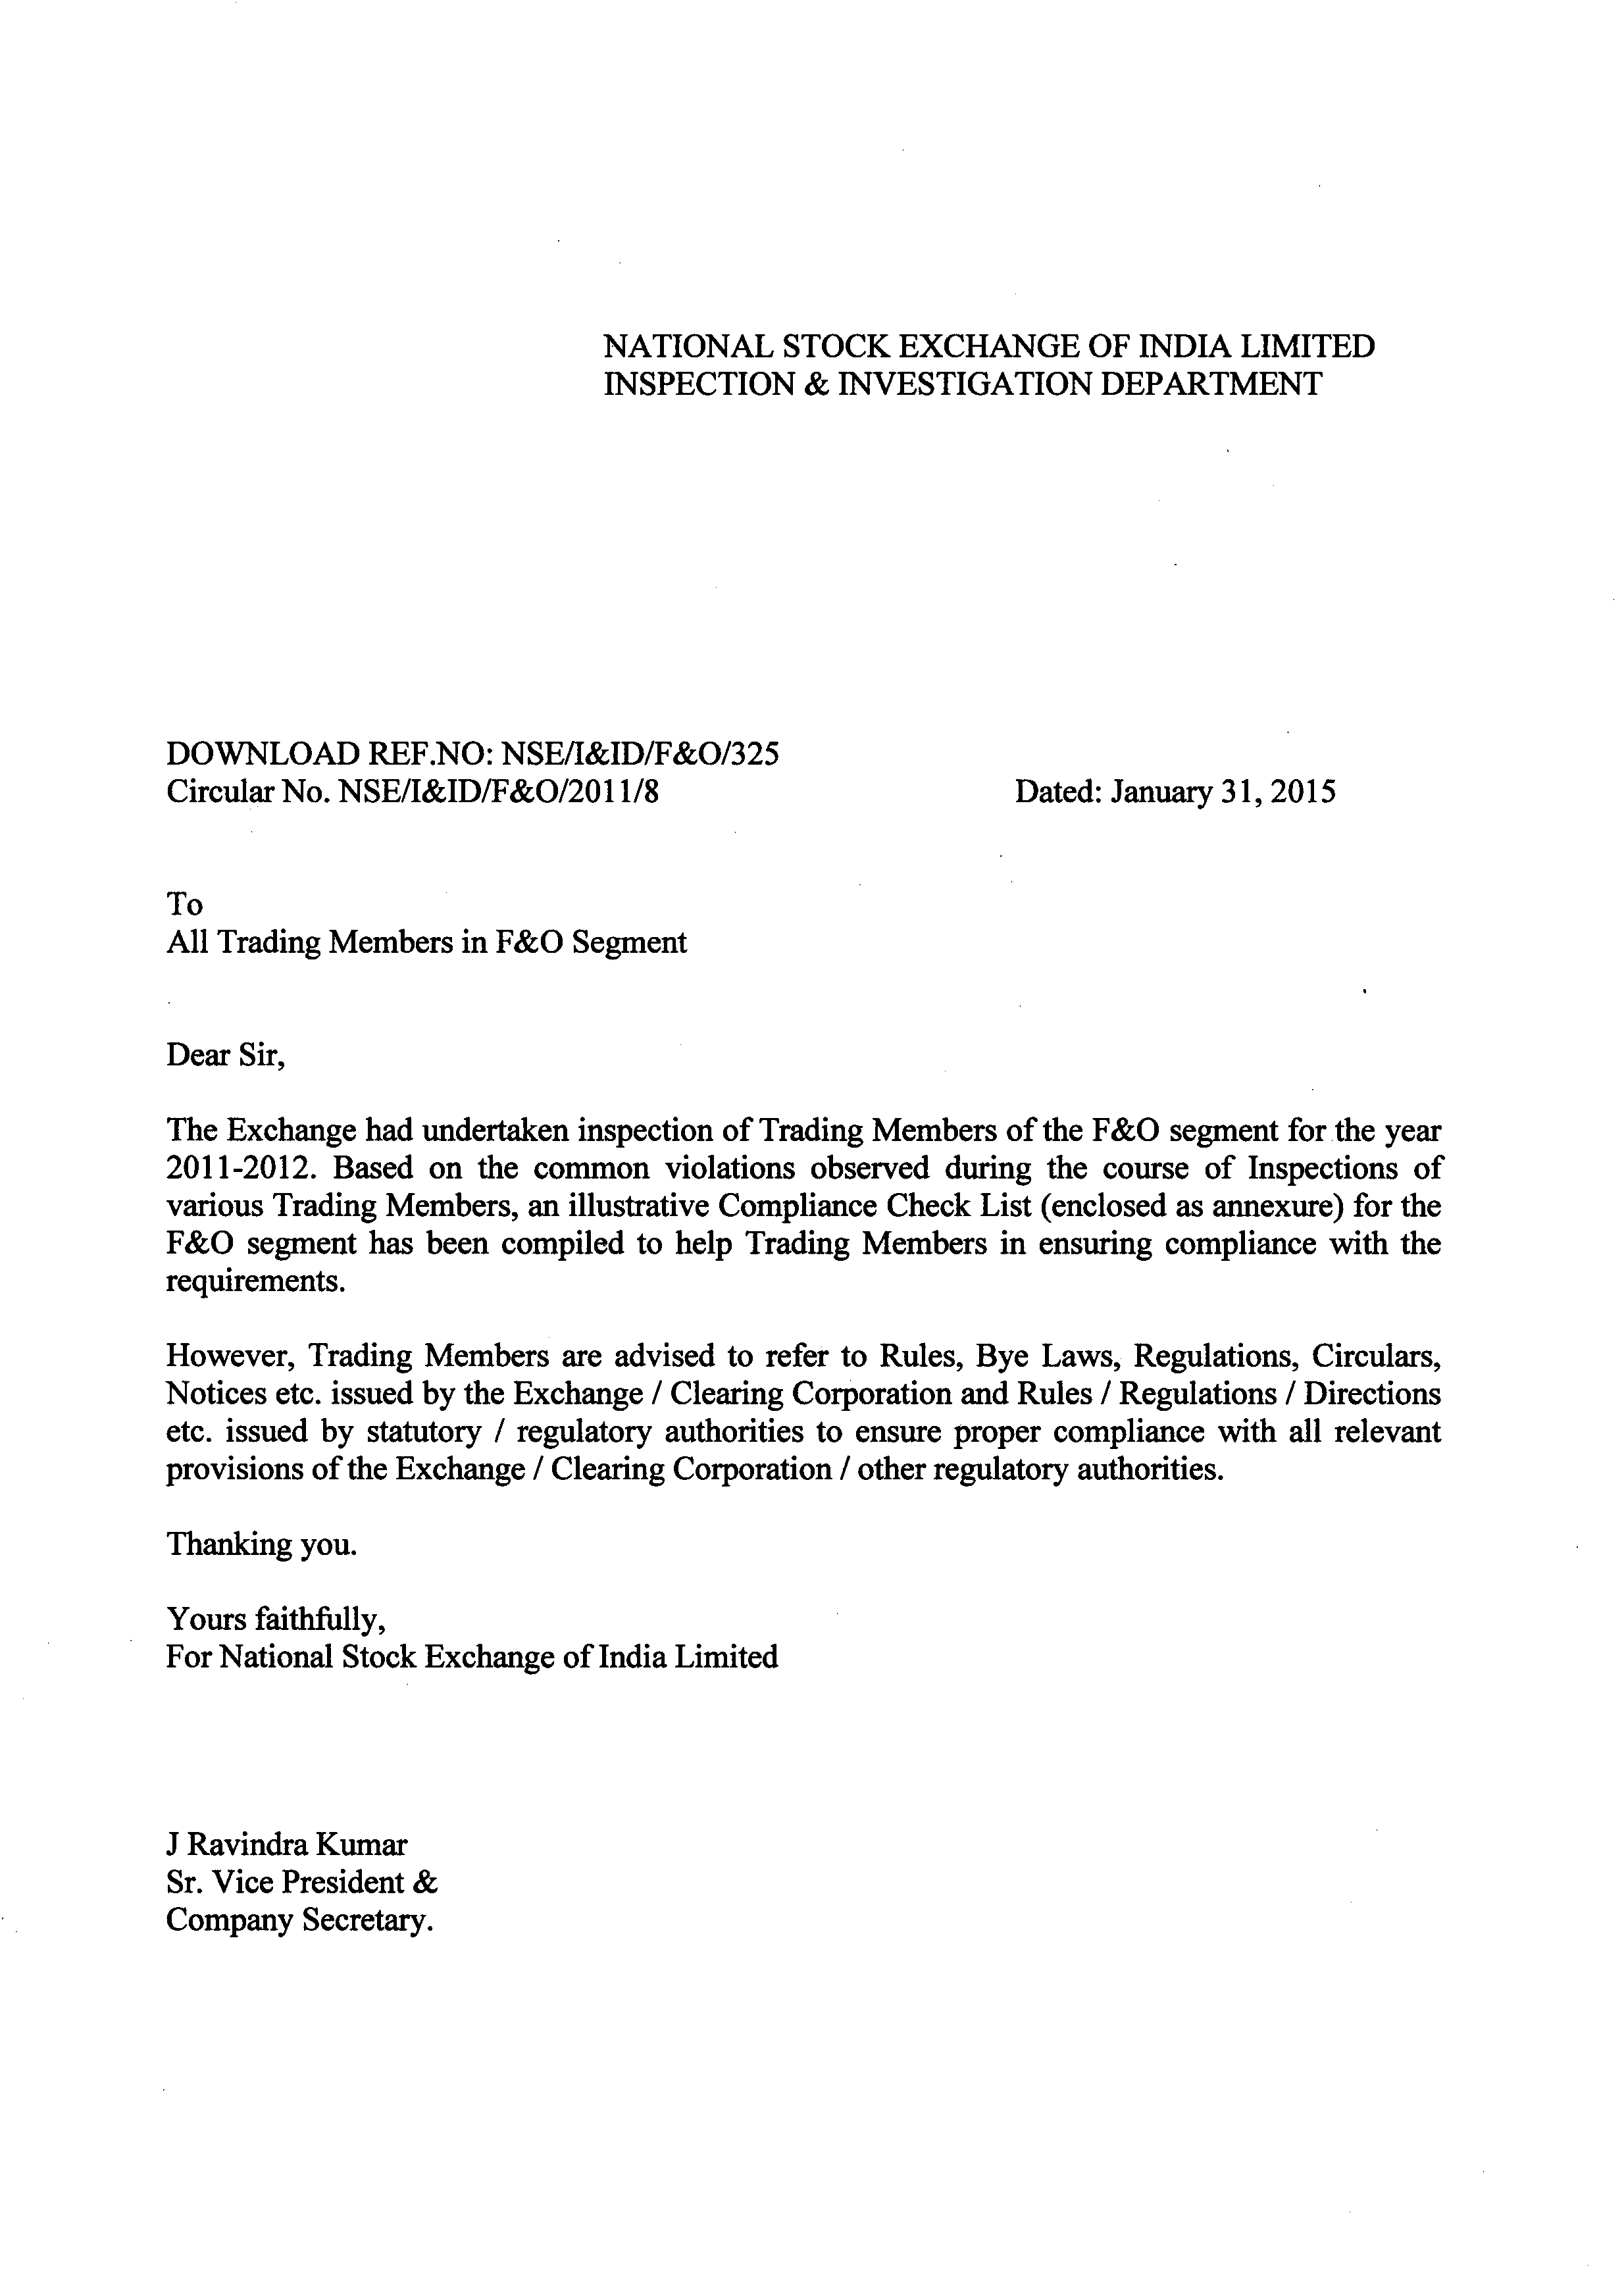 NATIONAL STOCK EXCHANGE OF INDIA LIMITED
INSPECTION & INVESTIGATION DEPARTMENT
DOWNLOAD REF.NO: NSE/I&ID/F&O/325
Circular No. NSE/I&ID/F&O/2011/8 Dated: January 31, 2015
To
All Trading Members in F&O Segment
Dear Sir,
The Exchange had undertaken inspection of Trading Members of the F&O segment for the year
2011-2012. Based on the common violations observed during the course of Inspections of
various Trading Members, an illustrative Compliance Check List (enclosed as annexure) for the
F&O segment has been compiled to help Trading Members in ensuring compliance with the
requirements.
However, Trading Members are advised to refer to Rules, Bye Laws, Regulations, Circulars,
Notices etc. issued by the Exchange / Clearing Corporation and Rules / Regulations / Directions
etc. issued by statutory / regulatory authorities to ensure proper compliance with all relevant
provisions of the Exchange / Clearing Corporation / other regulatory authorities.
Thanking you.
Yours faithfully,
For National Stock Exchange of India Limited
J Ravindra Kumar
Sr. Vice President &
Company Secretary.